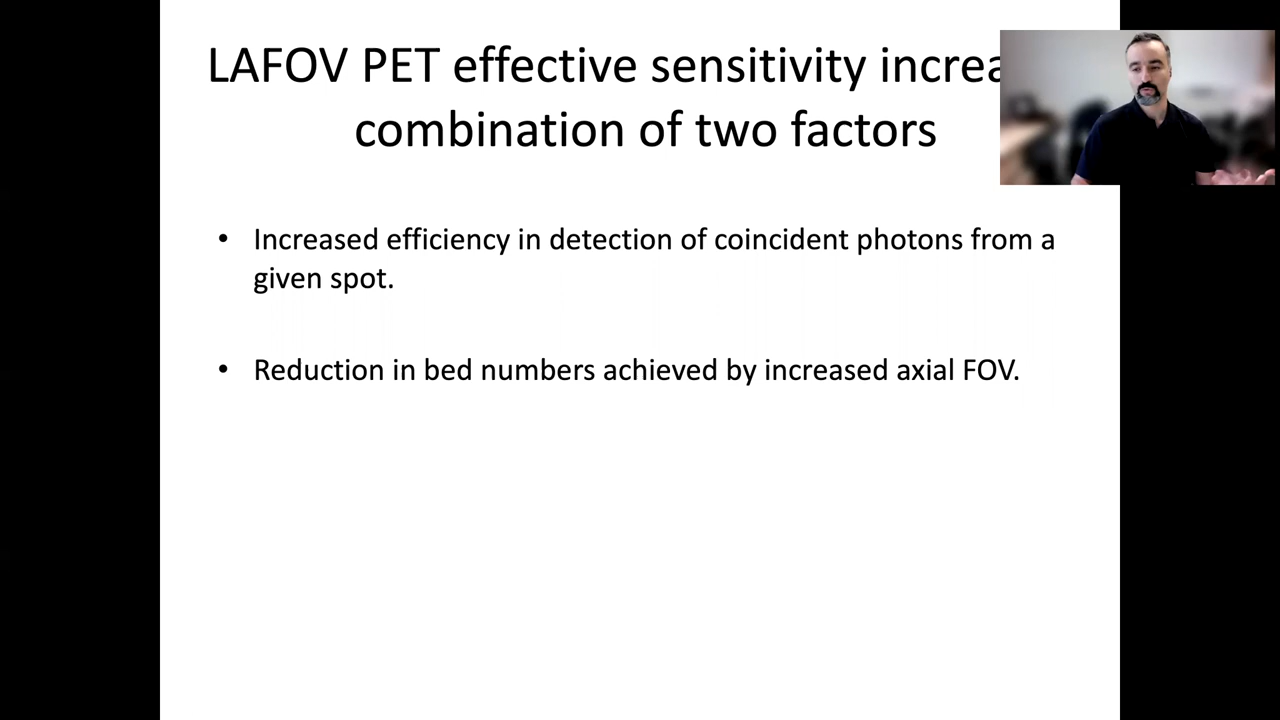 LAFOV PET effective sensitivity
combination of two factors
• Increased efficiency in detection of coincident photons from a
given spot.
• Reduction in bed numbers achieved by increased axial FOV.